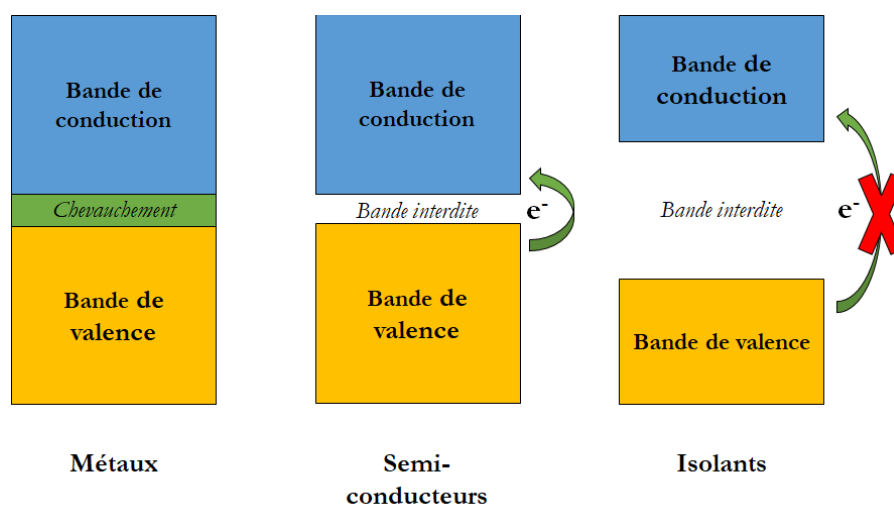 Bande de
conduction
Chevauchement
Bande de
valence
Métaux
Bande de
conduction
Bande interdite
e-
Bande de
valence
Semi-
conducteurs
Bande de
conduction
Bande interdite
e-
Bande de valence
Isolants